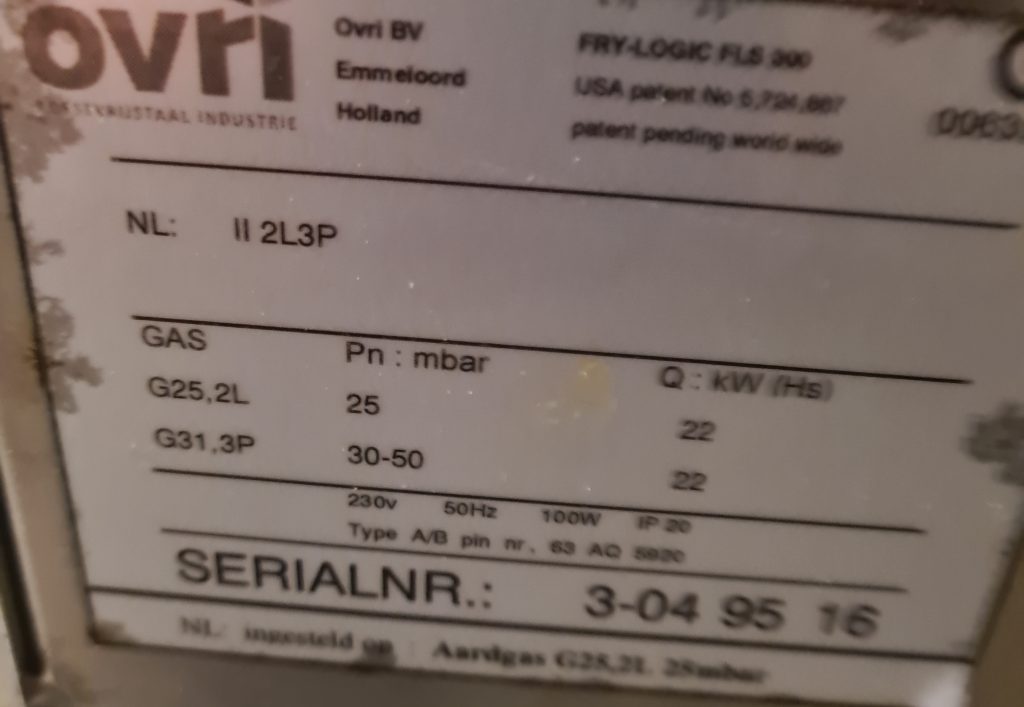 ovri
Ovri BV
Emmeloord
Holland
FRY-LOGIC FLS 300
USA patent No 5,724,887
patent pending world wide
INDUSTRIE
0063
NL: II 2L3P
GAS Pn : mbar Q : kW (Hs)
G25,2L 25 22
G31,3P 30-50 22
230v 50Hz 100W IP 20
Type A/B pin nr. 63 AQ 5920
SERIALNR.: 3-04 95 16
NL: ingesteld op : Aardgas G25,2L 25mbar